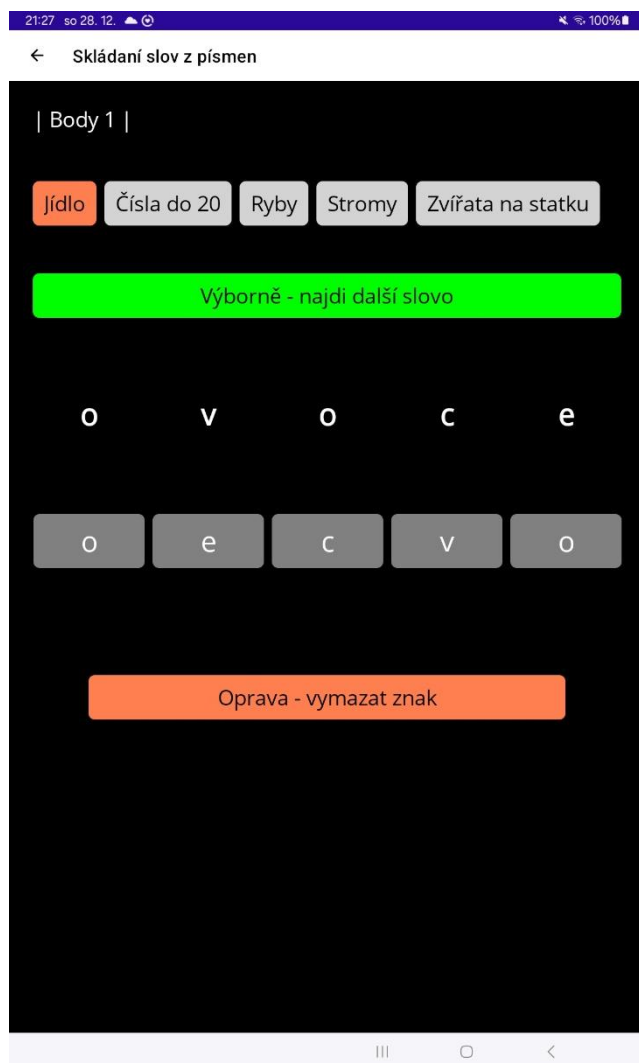 21:27 so 28. 12. 100%
← Skládaní slov z písmen
| Body 1 |
Jídlo Čísla do 20 Ryby Stromy Zvířata na statku
Výborně - najdi další slovo
o v o c e
o e c v o
Oprava - vymazat znak